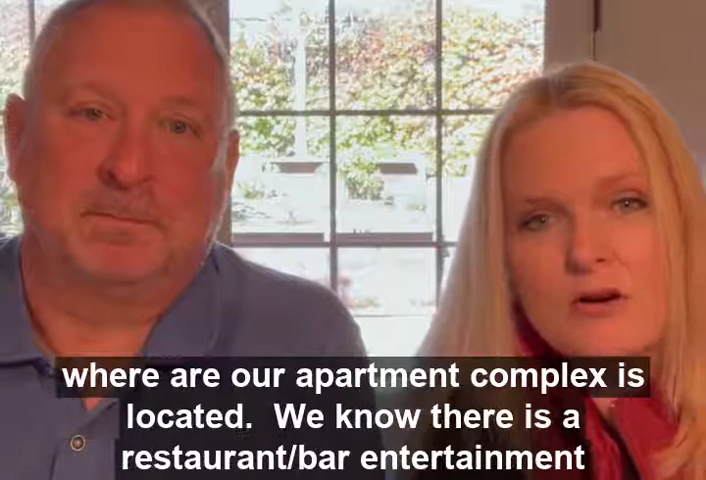 where are our apartment complex is
located.  We know there is a
restaurant/bar entertainment